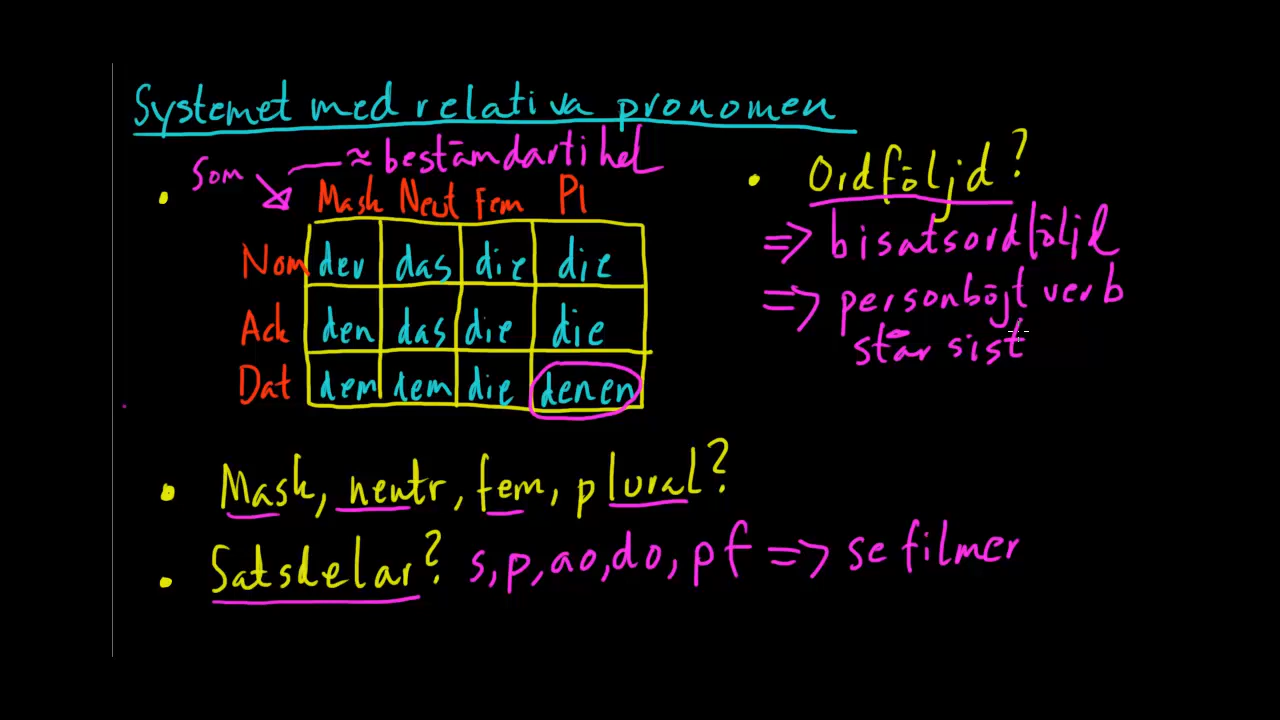 Systemet med relativa pronomen
som ≈ bestämdartikel
Mask Neut Fem Pl
Nom der das die die
Ack den das die die
Dat dem dem die denen
• Mask, neutr, fem, plural?
• Satsdelar? s, p, ao, do, pf => se filmer
• Ordföljd?
=> bisatsordföljd
=> personböjt verb
står sist